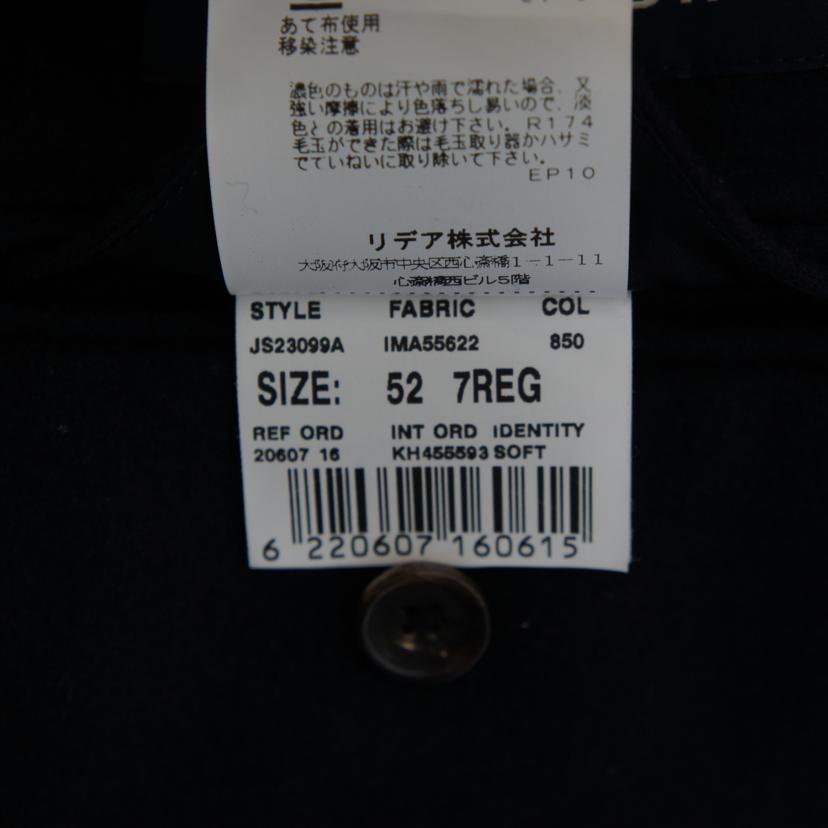 あて布使用
移染注意
濃色のものは汗や雨で濡れた場合、又
強い摩擦により色落ちし易いので、淡
色との着用はお避け下さい。R174
毛玉ができた際は毛玉取り器かハサミ
でていねいに取り除いて下さい。
EP10
リデア株式会社
大阪府大阪市中央区西心斎橋1-1-11
心斎橋西ビル5階
STYLE FABRIC COL
JS23099A IMA55622 850
SIZE: 52 7REG
REF ORD INT ORD IDENTITY
20607 16 KH455593 SOFT
6 220607 160615